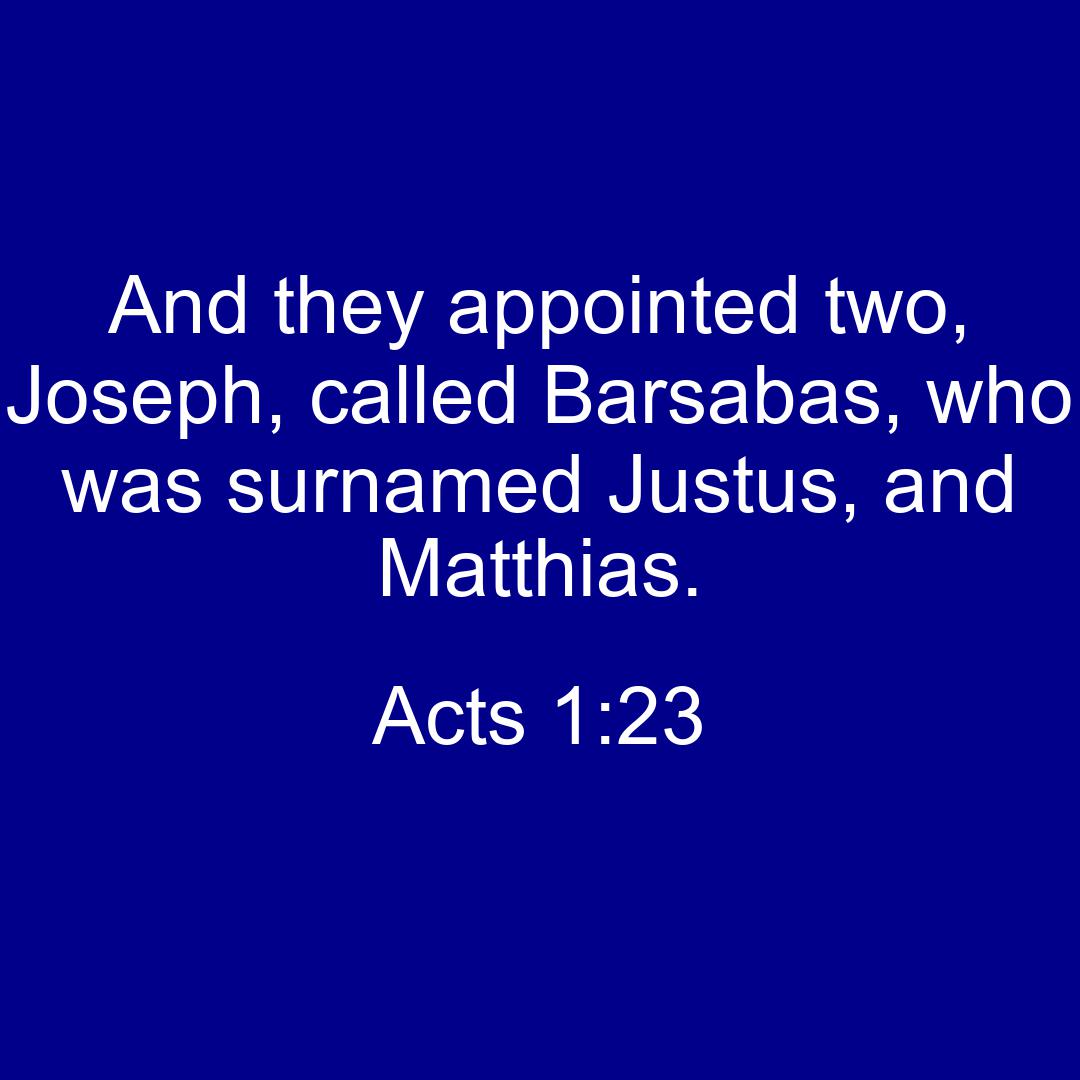 And they appointed two,
Joseph, called Barsabas, who
was surnamed Justus, and
Matthias.
Acts 1:23